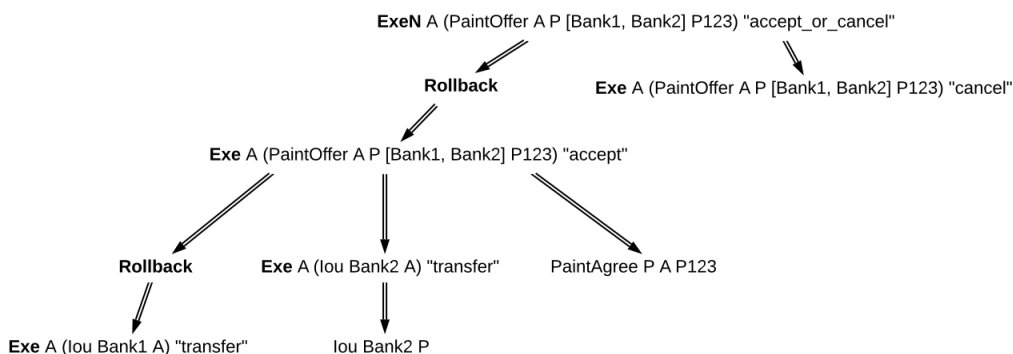 ExeN A (PaintOffer A P [Bank1, Bank2] P123) "accept_or_cancel"
Rollback
Exe A (PaintOffer A P [Bank1, Bank2] P123) "cancel"
Exe A (PaintOffer A P [Bank1, Bank2] P123) "accept"
Rollback
Exe A (Iou Bank2 A) "transfer"
PaintAgree P A P123
Exe A (Iou Bank1 A) "transfer"
Iou Bank2 P